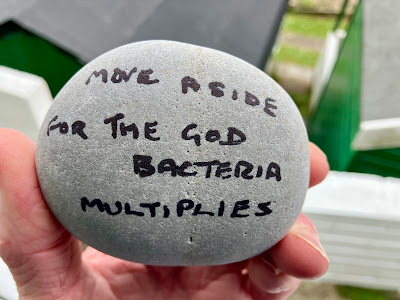 MOVE ASIDE
FOR THE GOD
BACTERIA
MULTIPLIES